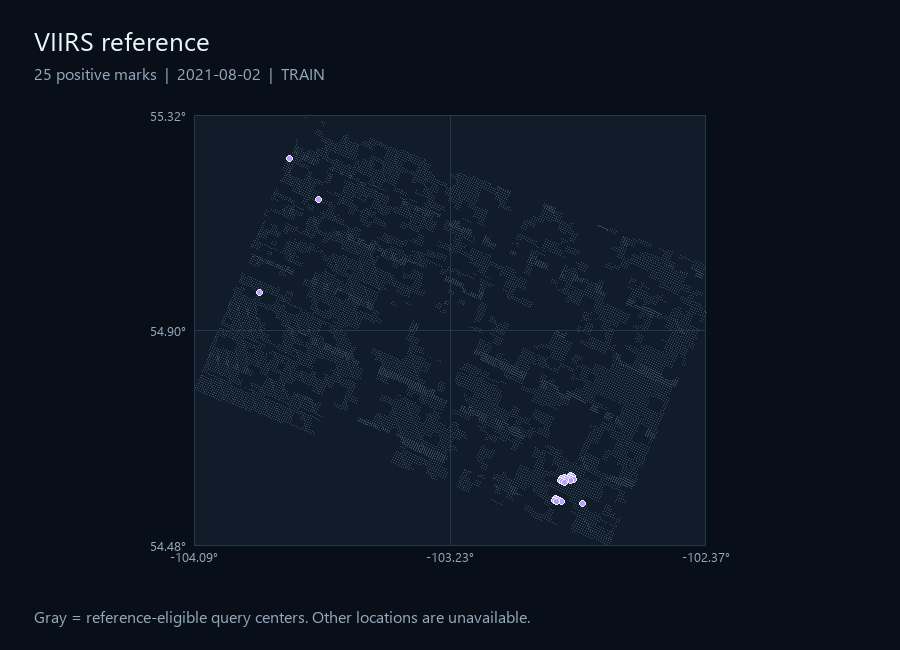 VIIRS reference
25 positive marks | 2021-08-02 | TRAIN
55.32°
54.90°
54.48°
-104.09° -103.23° -102.37°
Gray = reference-eligible query centers. Other locations are unavailable.